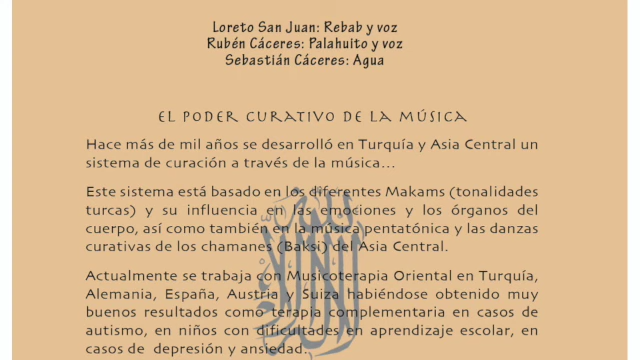 Loreto San Juan: Rebab y voz
Rubén Cáceres: Palahuito y voz
Sebastián Cáceres: Agua
EL PODER CURATIVO DE LA MÚSICA
Hace más de mil años se desarrolló en Turquía y Asia Central un
sistema de curación a través de la música...
Este sistema está basado en los diferentes Makams (tonalidades
turcas) y su influencia en las emociones y los órganos del
cuerpo, así como también en la música pentatónica y las danzas
curativas de los chamanes (Baksi) del Asia Central.
Actualmente se trabaja con Musicoterapia Oriental en Turquía,
Alemania, España, Austria y Suiza habiéndose obtenido muy
buenos resultados como terapia complementaria en casos de
autismo, en niños con dificultades en aprendizaje escolar, en
casos de depresión y ansiedad.